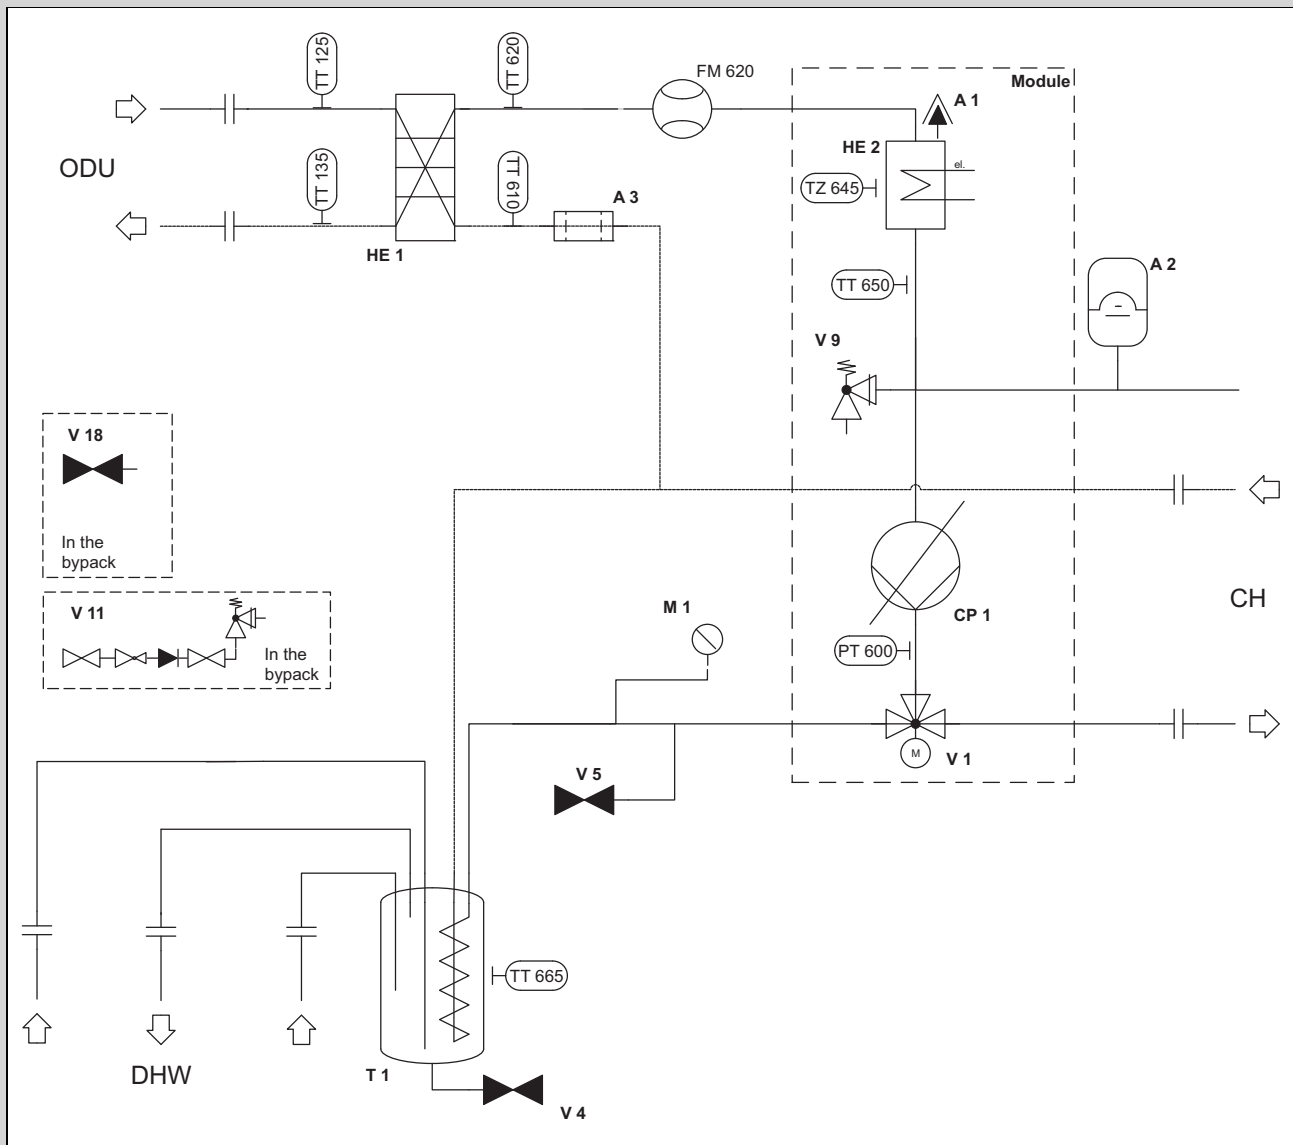 TT 125
TT 620
FM 620
Module
A 1
ODU
HE 2
el.
TT 135
TT 610
TZ 645
A 3
HE 1
A 2
TT 650
V 9
V 18
In the
bypack
CH
M 1
CP 1
V 11
PT 600
In the
bypack
V 1
M
V 5
TT 665
DHW
T 1
V 4